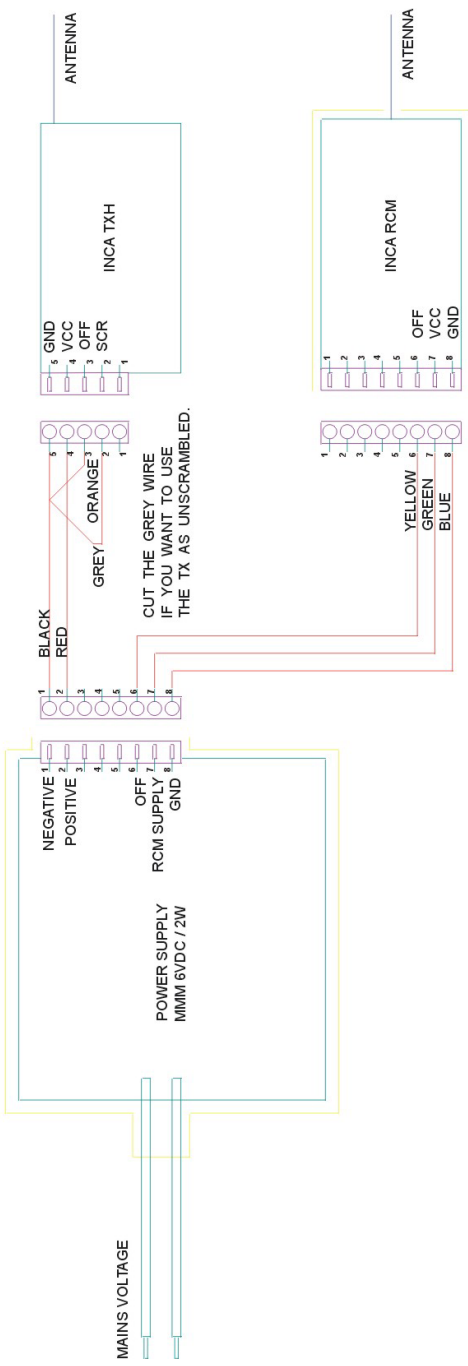 MAINS VOLTAGE
POWER SUPPLY
MMM 6VDC / 2W
NEGATIVE
POSITIVE
OFF
RCM SUPPLY
GND
1
2
3
4
5
6
7
8
1
2
3
4
5
6
7
8
BLACK
RED
GREY
ORANGE
5
4
3
2
1
CUT THE GREY WIRE
IF YOU WANT TO USE
THE TX AS UNSCRAMBLED.
GND
VCC
OFF
SCR
5
4
3
2
1
INCA TXH
ANTENNA
YELLOW
GREEN
BLUE
1
2
3
4
5
6
7
8
1
2
3
4
5
6
7
8
OFF
VCC
GND
INCA RCM
ANTENNA